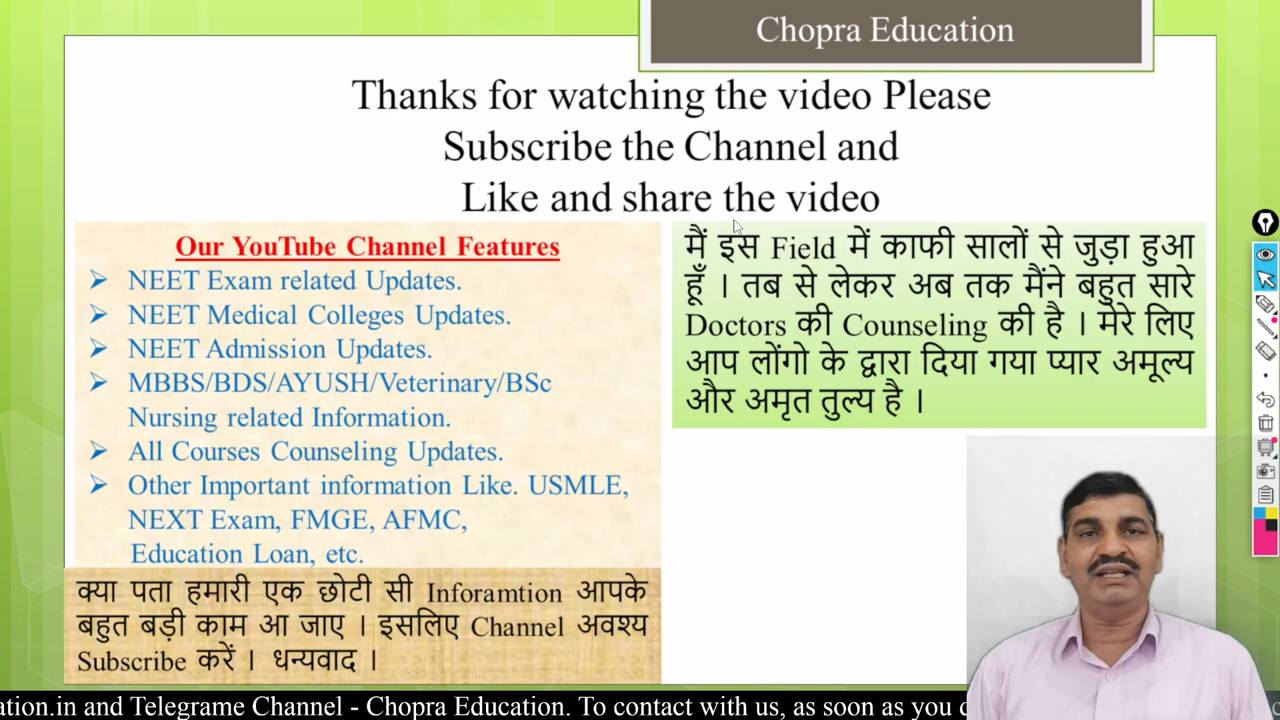 Chopra Education
Thanks for watching the video Please
Subscribe the Channel and
Like and share the video
Our YouTube Channel Features
➢ NEET Exam related Updates.
➢ NEET Medical Colleges Updates.
➢ NEET Admission Updates.
➢ MBBS/BDS/AYUSH/Veterinary/BSc
Nursing related Information.
➢ All Courses Counseling Updates.
➢ Other Important information Like. USMLE,
NEXT Exam, FMGE, AFMC,
Education Loan, etc.
क्या पता हमारी एक छोटी सी Inforamtion आपके
बहुत बड़ी काम आ जाए । इसलिए Channel अवश्य
Subscribe करें । धन्यवाद ।
मैं इस Field में काफी सालों से जुड़ा हुआ
हूँ । तब से लेकर अब तक मैंने बहुत सारे
Doctors की Counseling की है । मेरे लिए
आप लोंगो के द्वारा दिया गया प्यार अमूल्य
और अमृत तुल्य है ।
ation.in and Telegrame Channel - Chopra Education. To contact with us, as soon as you